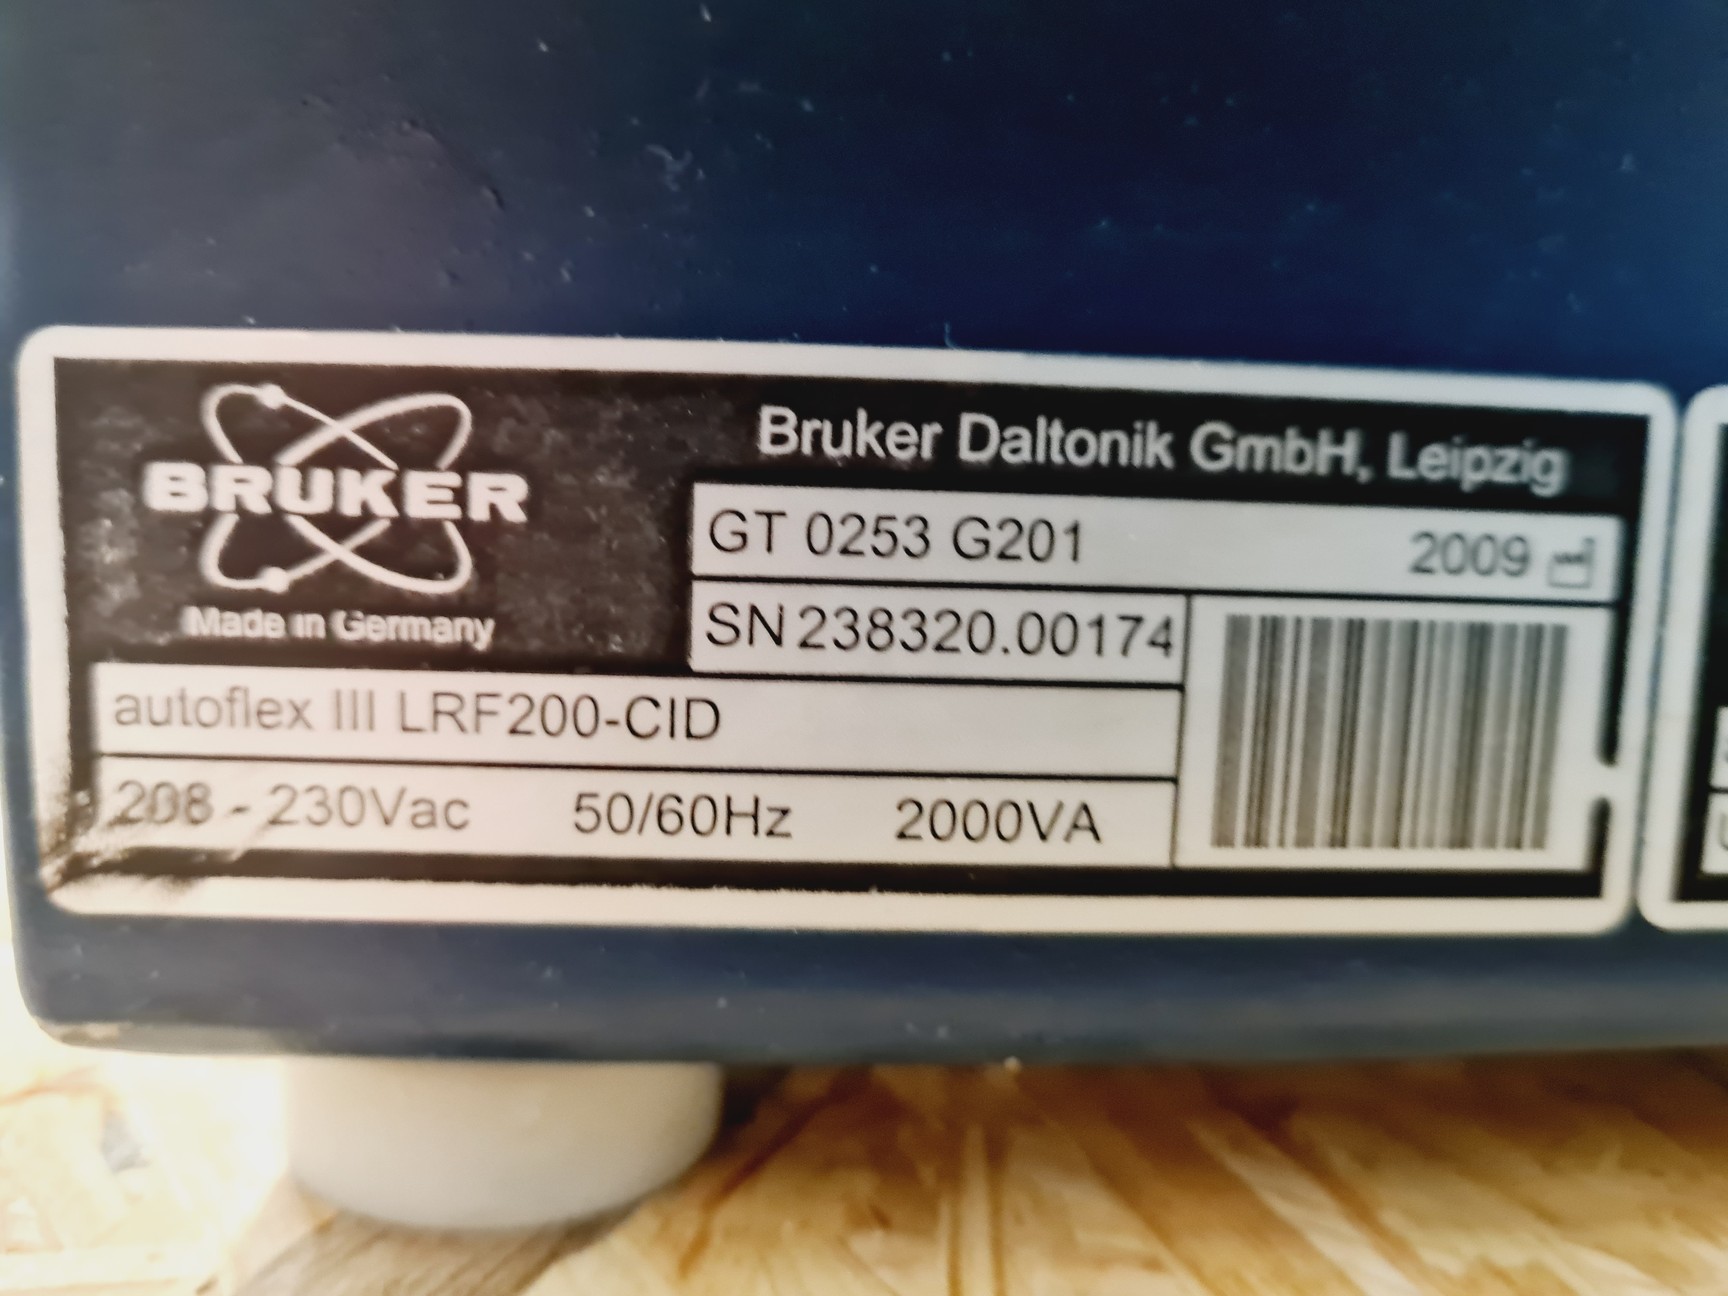 BRUKER
Made in Germany
Bruker Daltonik GmbH, Leipzig
GT 0253 G201 2009
SN 238320.00174
autoflex III LRF200-CID
208 - 230Vac 50/60Hz 2000VA